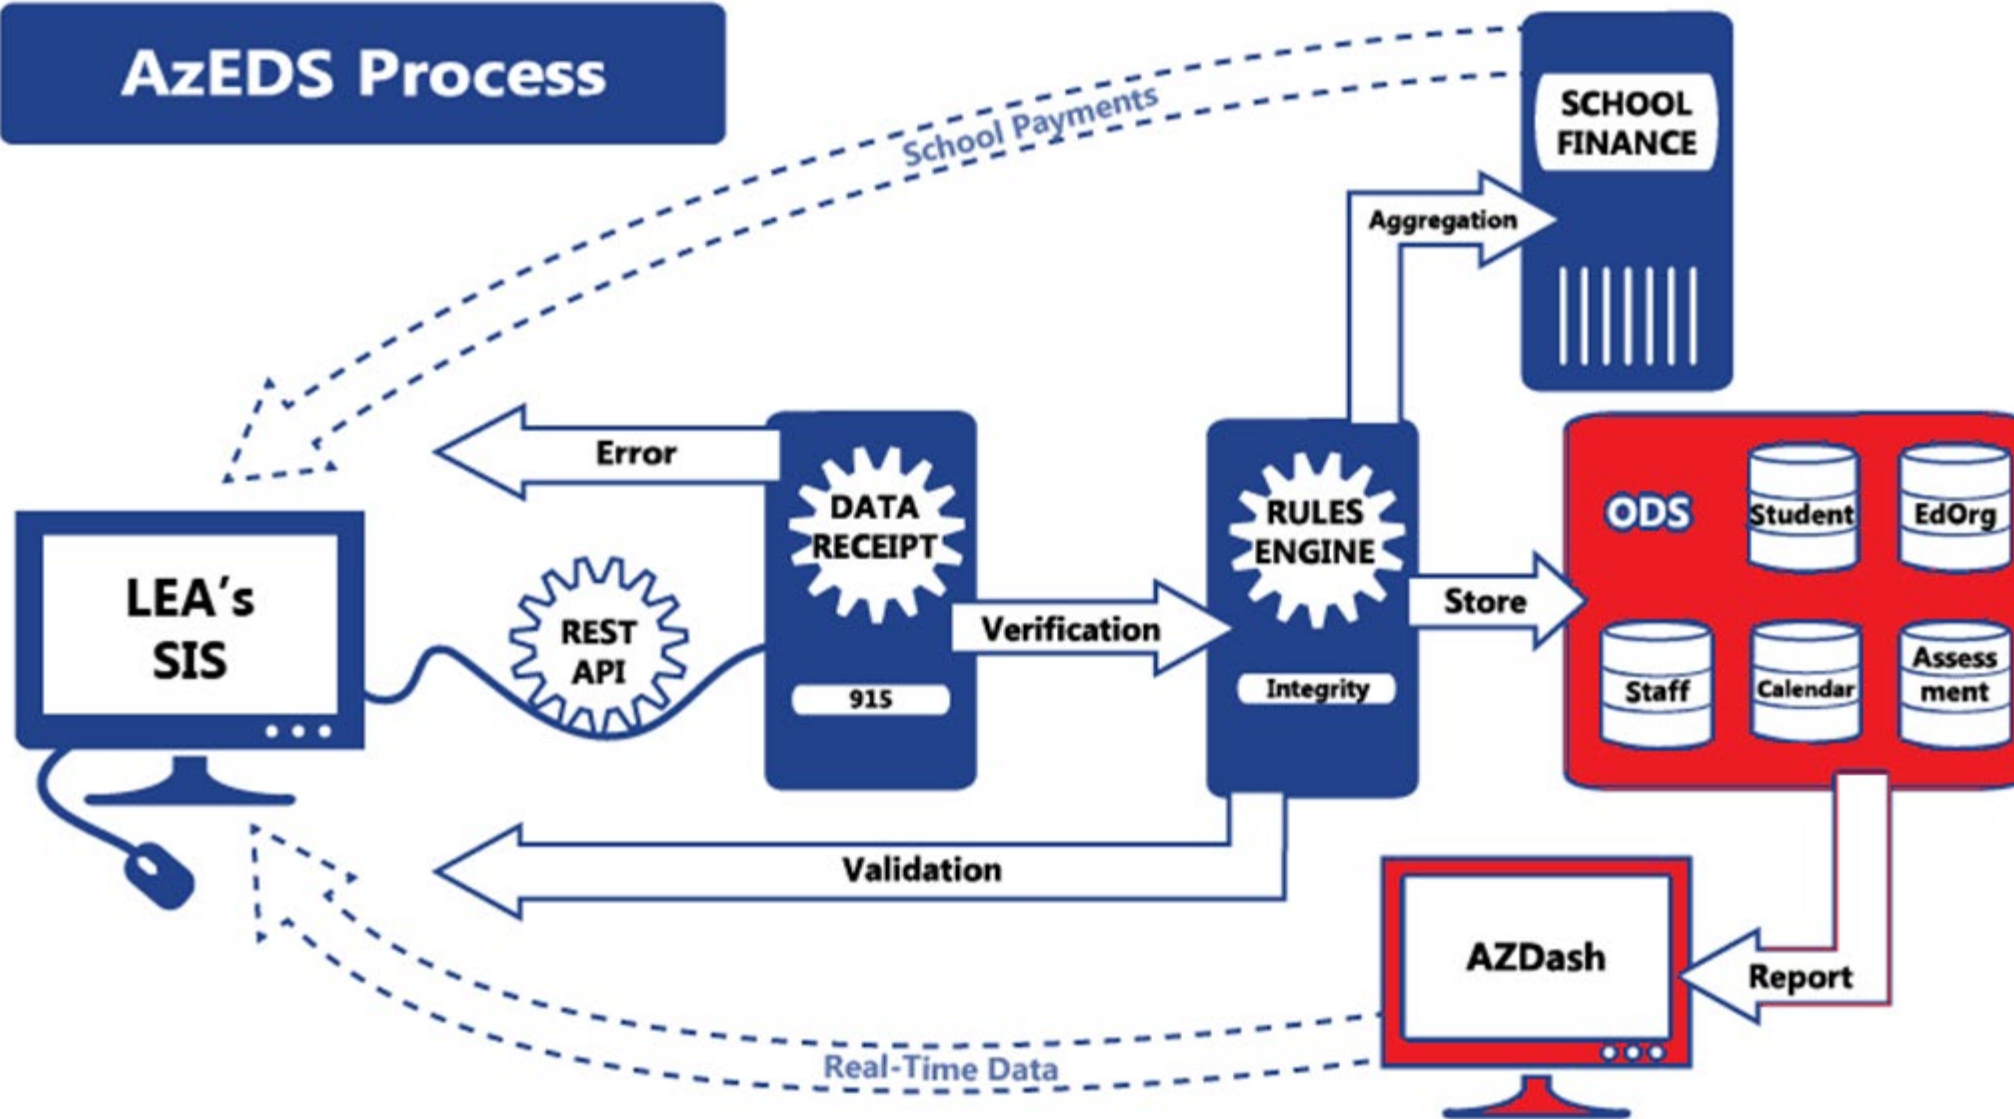 AzEDS Process
School Payments
SCHOOL
FINANCE
Aggregation
Error
DATA
RECEIPT
915
RULES
ENGINE
Integrity
ODS
Student
EdOrg
Staff
Calendar
Assess
ment
LEA’s
SIS
REST
API
Verification
Store
Validation
AZDash
Report
Real-Time Data